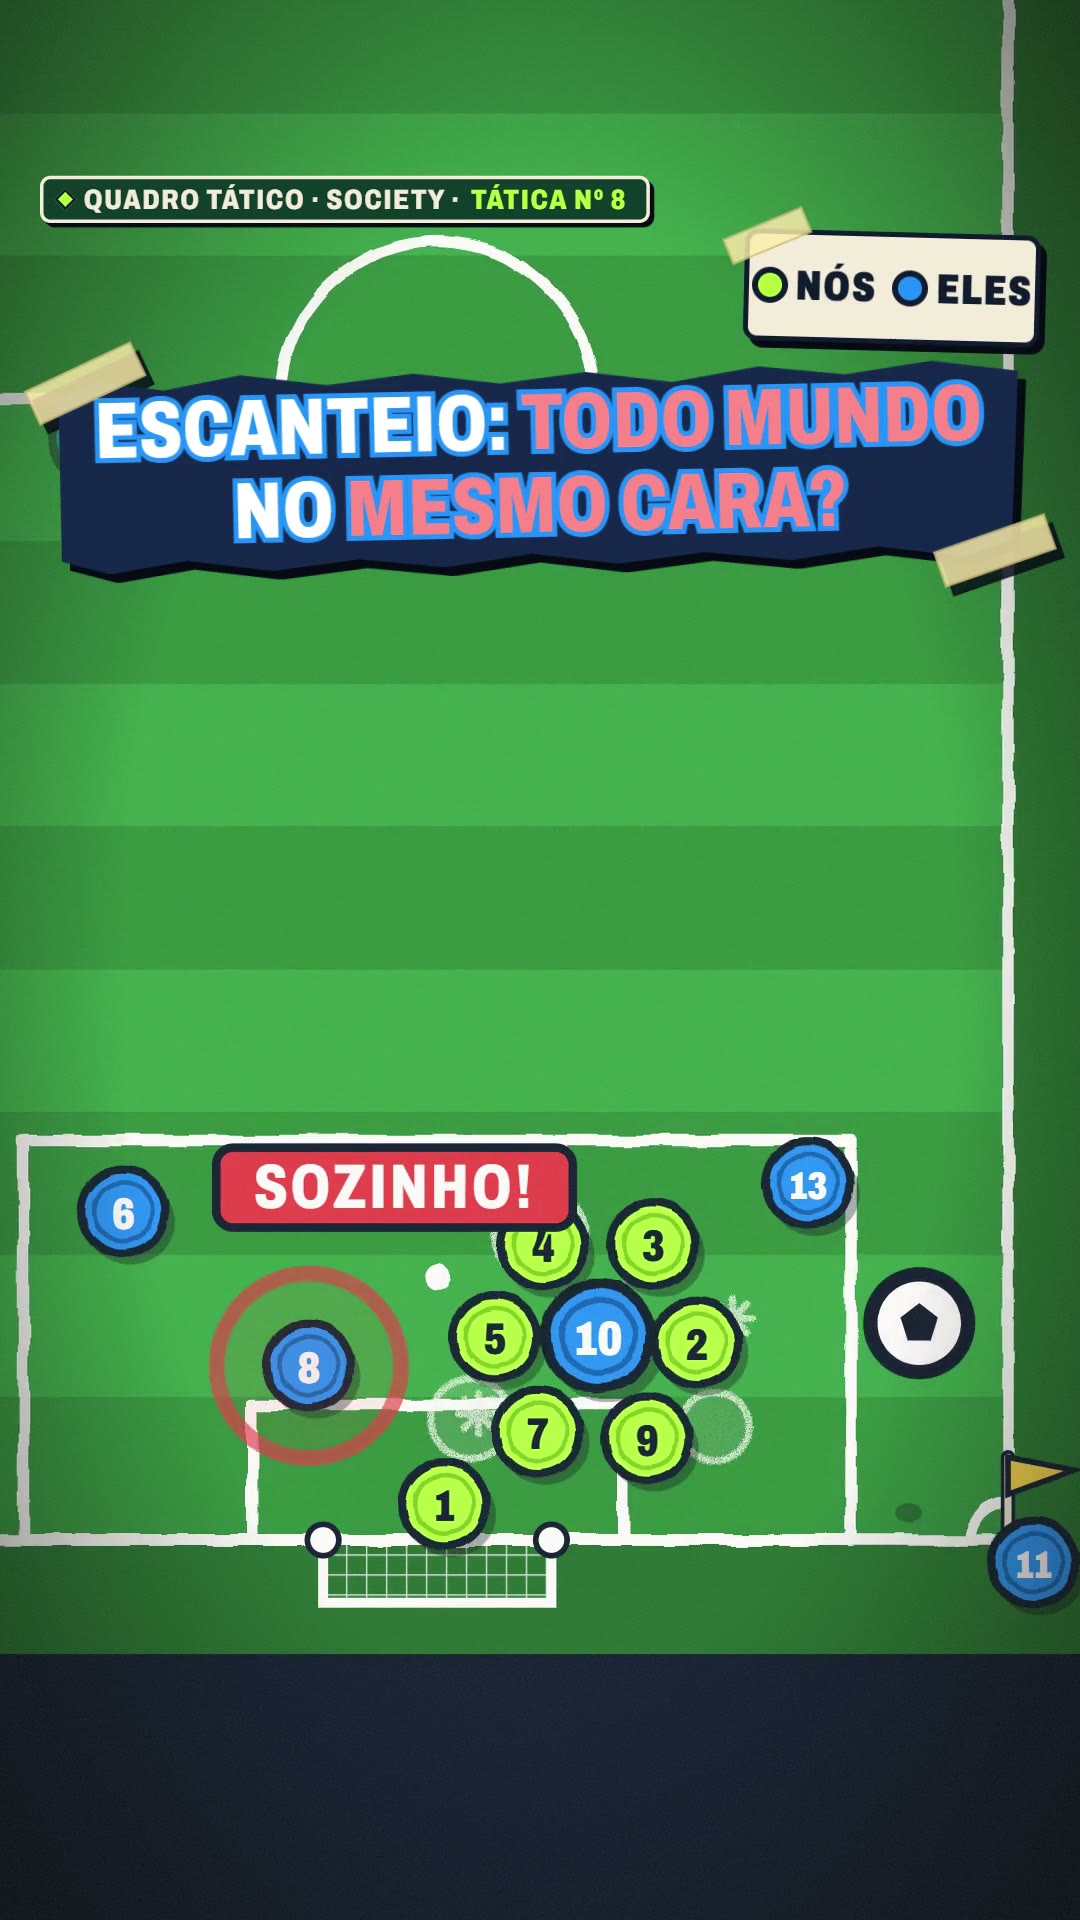 QUADRO TÁTICO · SOCIETY · TÁTICA Nº 8
NÓS ELES
ESCANTEIO: TODO MUNDO
NO MESMO CARA?
SOZINHO!
6
13
4
3
5
10
2
8
7
9
1
11